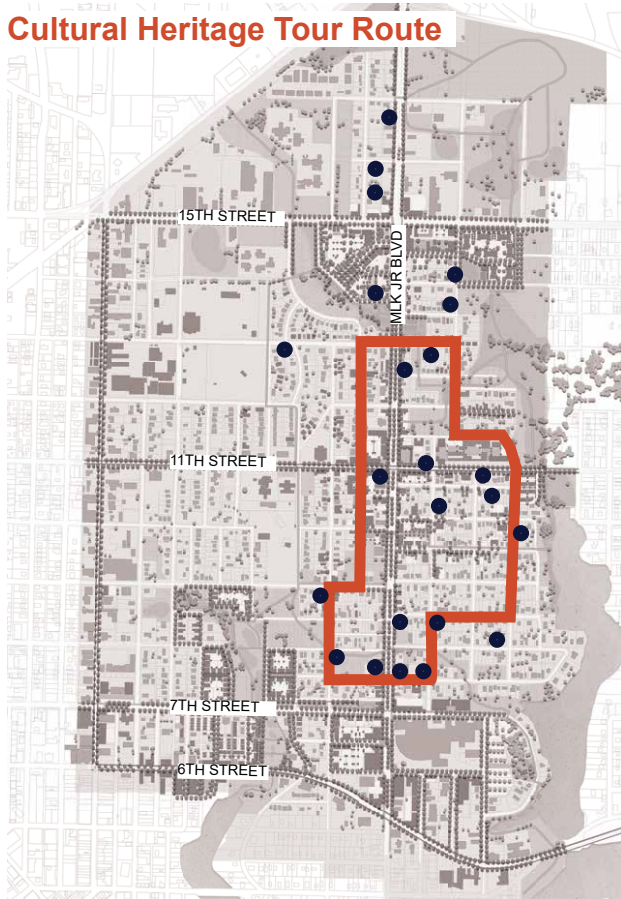 Cultural Heritage Tour Route
15TH STREET
MLK JR BLVD
11TH STREET
7TH STREET
6TH STREET